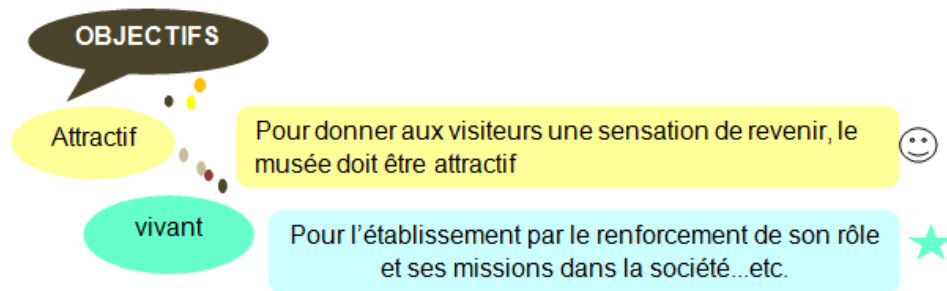 OBJECTIFS
Attractif
Pour donner aux visiteurs une sensation de revenir, le
musée doit être attractif
vivant
Pour l'établissement par le renforcement de son rôle
et ses missions dans la société...etc.